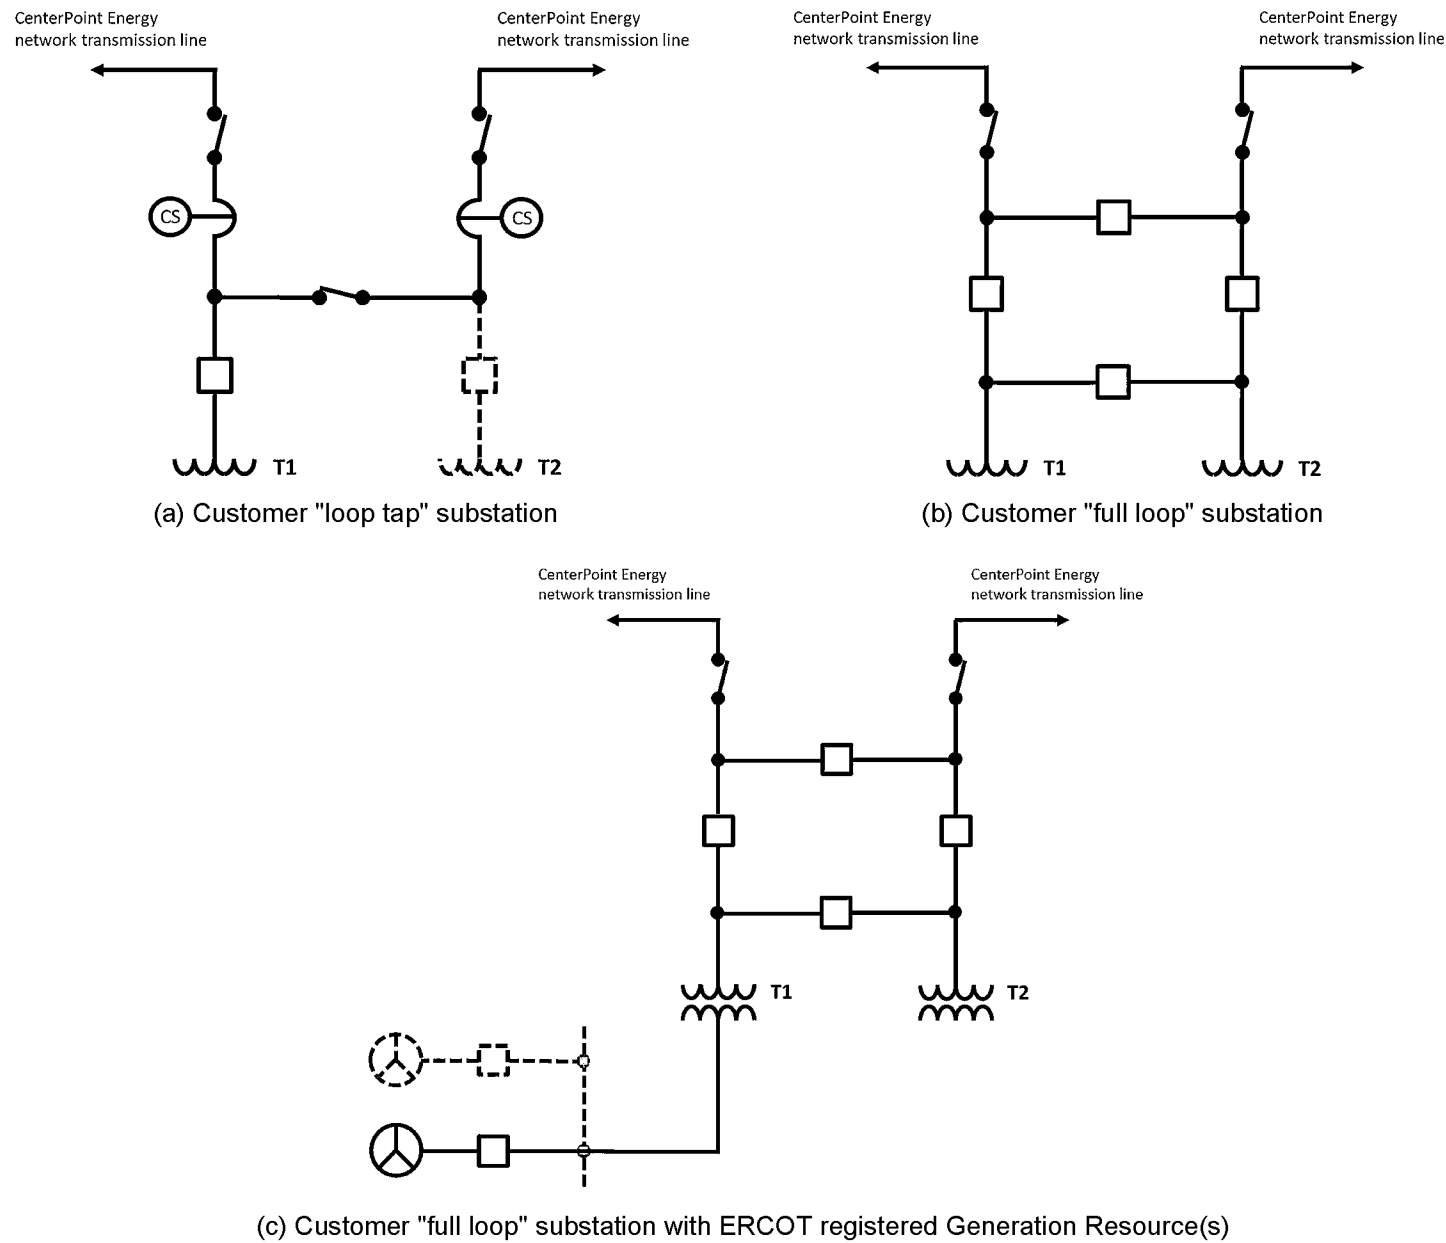 CenterPoint Energy
network transmission line
CenterPoint Energy
network transmission line
CS
CS
T1
T2
(a) Customer "loop tap" substation
CenterPoint Energy
network transmission line
CenterPoint Energy
network transmission line
T1
T2
(b) Customer "full loop" substation
CenterPoint Energy
network transmission line
CenterPoint Energy
network transmission line
T1
T2
(c) Customer "full loop" substation with ERCOT registered Generation Resource(s)